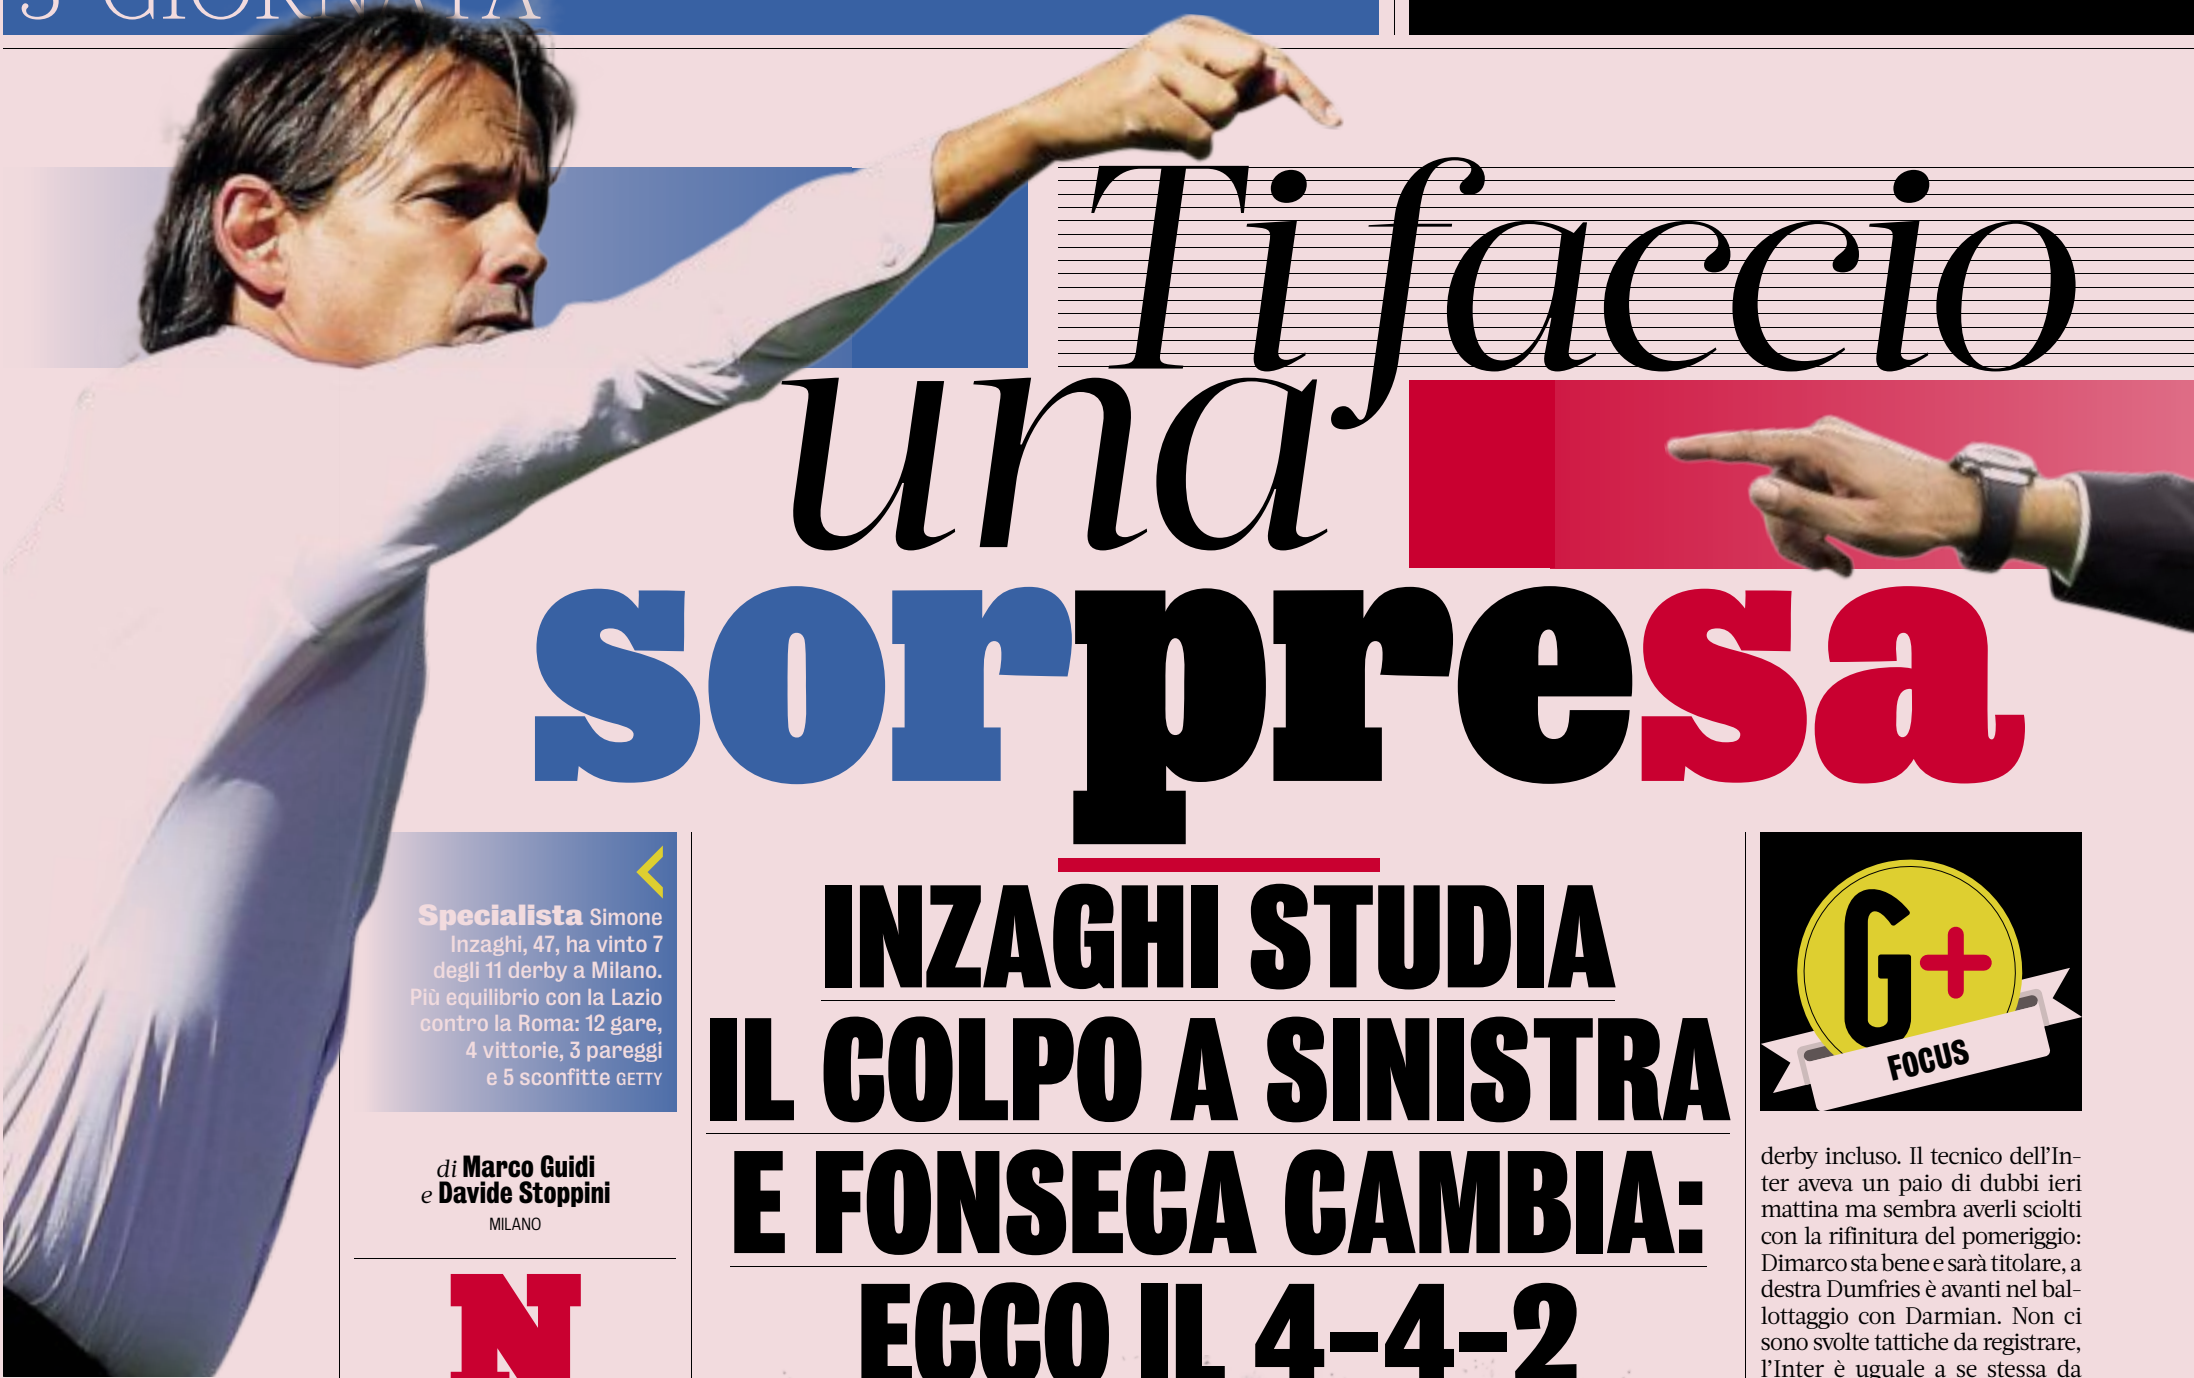 5ª GIORNATA
Ti faccio
una
sorpresa
Specialista Simone
Inzaghi, 47, ha vinto 7
degli 11 derby a Milano.
Più equilibrio con la Lazio
contro la Roma: 12 gare,
4 vittorie, 3 pareggi
e 5 sconfitte GETTY
di Marco Guidi
e Davide Stoppini
MILANO
N
INZAGHI STUDIA
IL COLPO A SINISTRA
E FONSECA CAMBIA:
ECCO IL 4-4-2
G+
FOCUS
derby incluso. Il tecnico dell'In-
ter aveva un paio di dubbi ieri
mattina ma sembra averli sciolti
con la rifinitura del pomeriggio:
Dimarco sta bene e sarà titolare, a
destra Dumfries è avanti nel bal-
lottaggio con Darmian. Non ci
sono svolte tattiche da registrare,
l'Inter è uguale a se stessa da